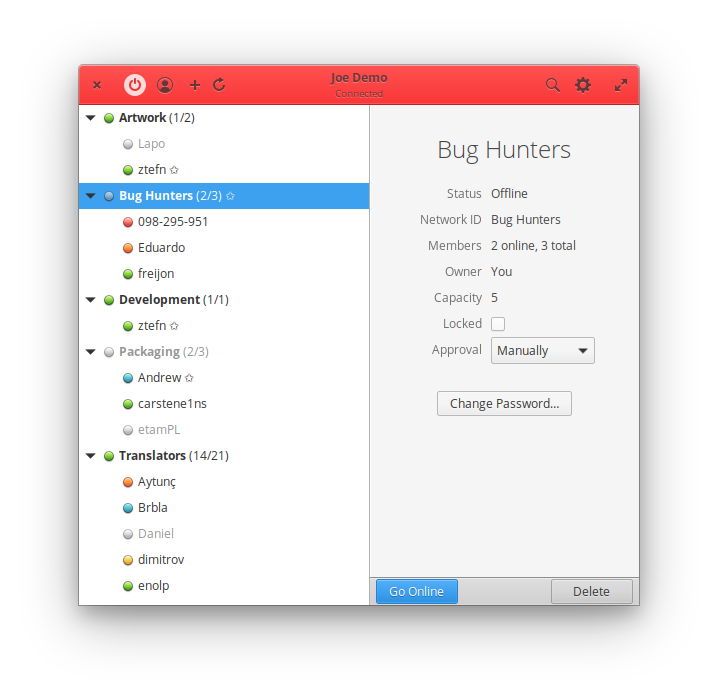 Joe Demo
Connected
Artwork (1/2)
Lapo
ztefn ✩
Bug Hunters (2/3) ✩
098-295-951
Eduardo
freijon
Development (1/1)
ztefn ✩
Packaging (2/3)
Andrew ✩
carstene1ns
etamPL
Translators (14/21)
Aytunç
Brbla
Daniel
dimitrov
enolp
Bug Hunters
Status Offline
Network ID Bug Hunters
Members 2 online, 3 total
Owner You
Capacity 5
Locked
Approval Manually
Change Password...
Go Online Delete